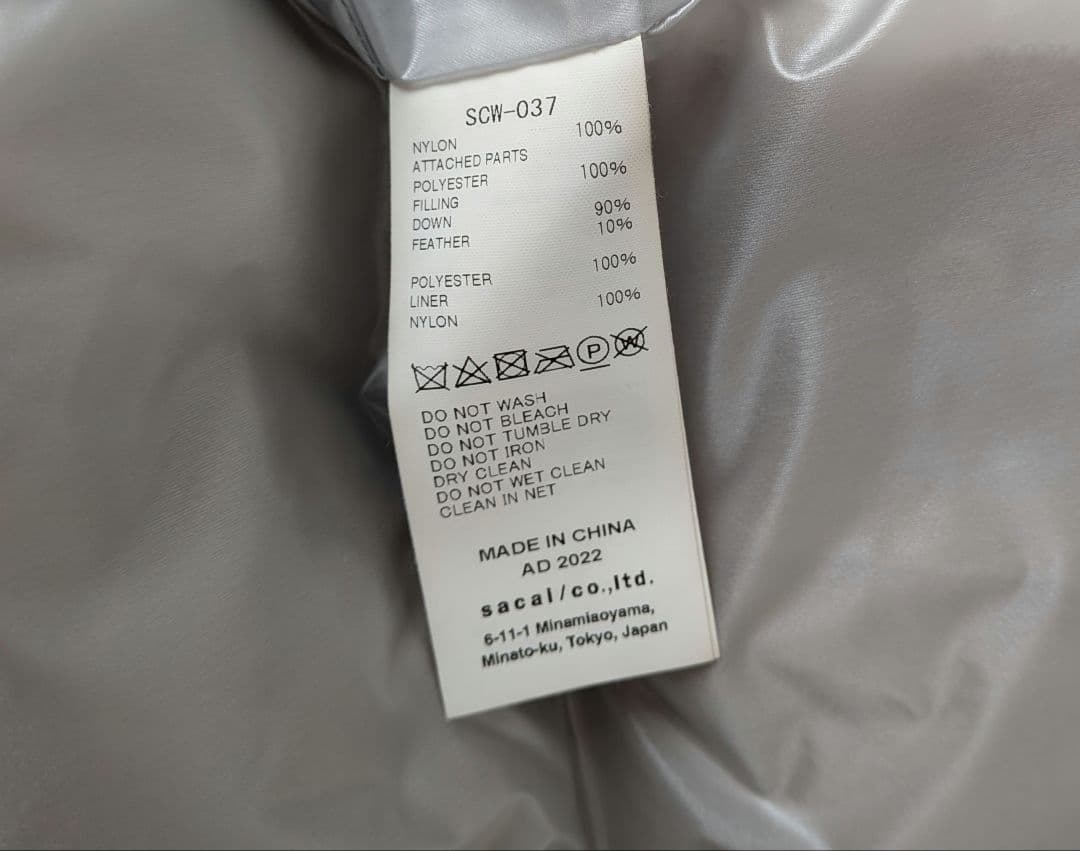 SCW-037
NYLON 100%
ATTACHED PARTS
POLYESTER 100%
FILLING
DOWN 90%
FEATHER 10%
POLYESTER 100%
LINER
NYLON 100%
P W
DO NOT WASH
DO NOT BLEACH
DO NOT TUMBLE DRY
DO NOT IRON
DRY CLEAN
DO NOT WET CLEAN
CLEAN IN NET
MADE IN CHINA
AD 2022
sacal/co.,ltd.
6-11-1 Minamiaoyama,
Minato-ku, Tokyo, Japan